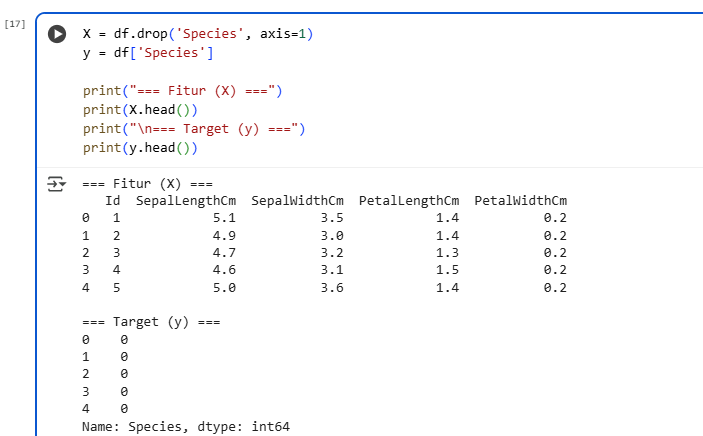 [17]
X = df.drop('Species', axis=1)
y = df['Species']
print("=== Fitur (X) ===")
print(X.head())
print("\n=== Target (y) ===")
print(y.head())
=== Fitur (X) ===
   Id  SepalLengthCm  SepalWidthCm  PetalLengthCm  PetalWidthCm
0   1            5.1           3.5            1.4           0.2
1   2            4.9           3.0            1.4           0.2
2   3            4.7           3.2            1.3           0.2
3   4            4.6           3.1            1.5           0.2
4   5            5.0           3.6            1.4           0.2
=== Target (y) ===
0    0
1    0
2    0
3    0
4    0
Name: Species, dtype: int64